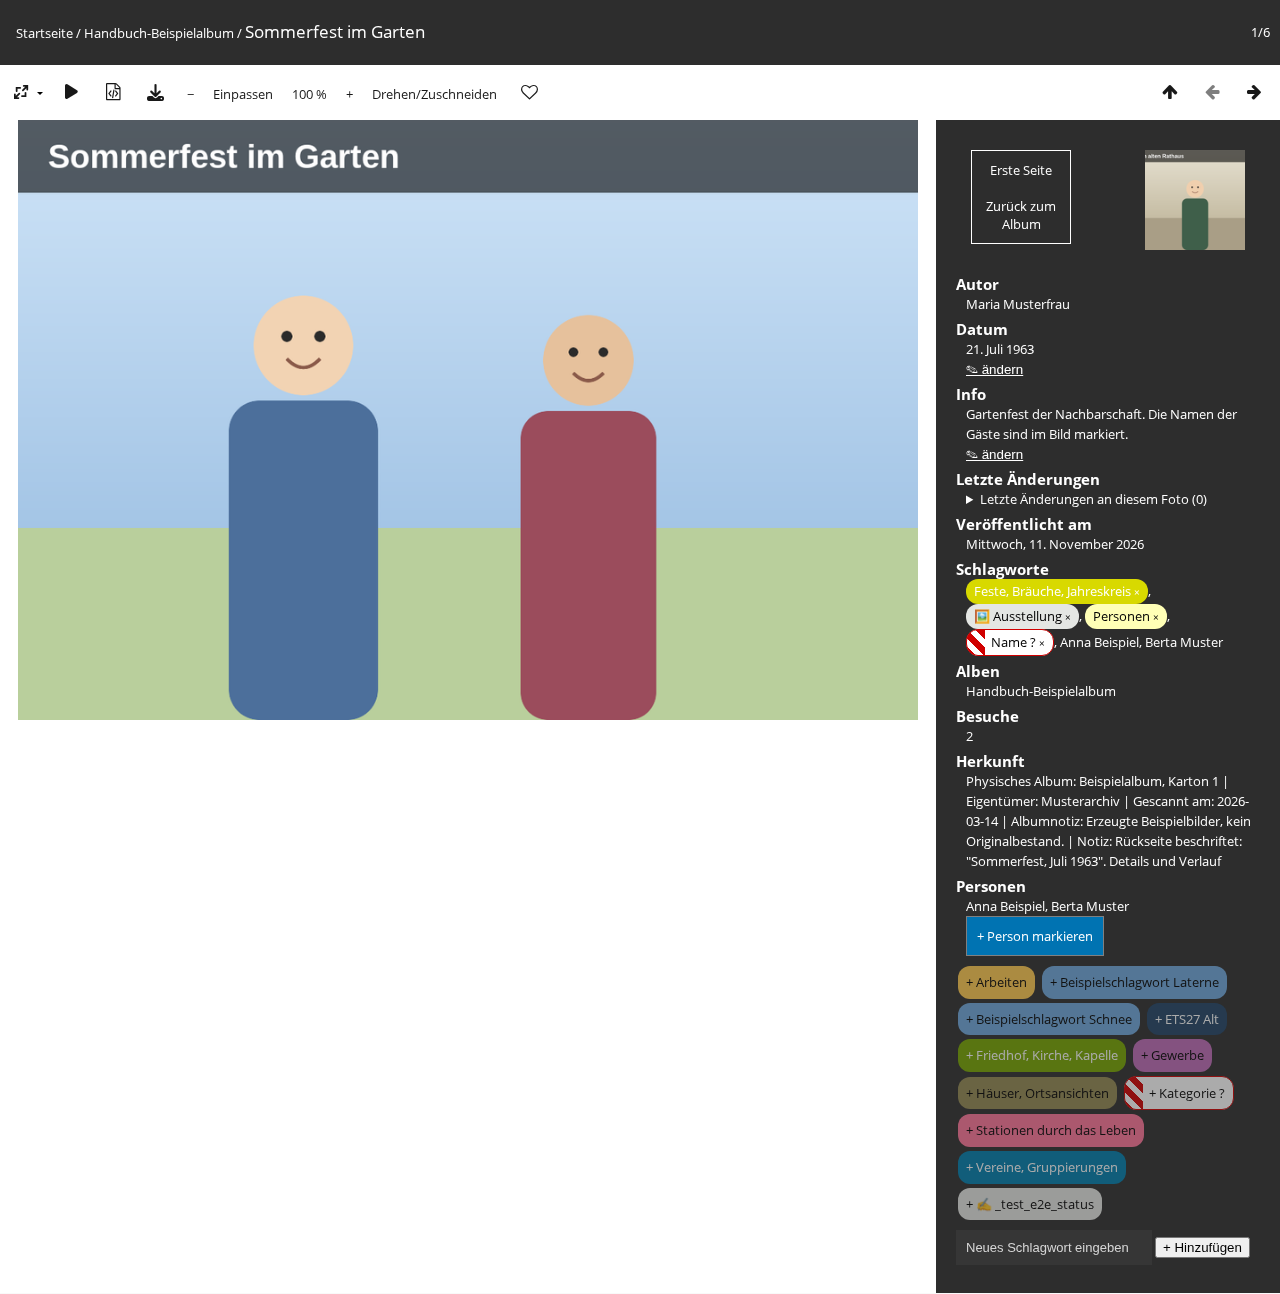 Startseite / Handbuch-Beispielalbum / Sommerfest im Garten
1/6
− Einpassen 100 % + Drehen/Zuschneiden
Sommerfest im Garten
Erste Seite
Zurück zum
Album
alten Rathaus
Autor
Maria Musterfrau
Datum
21. Juli 1963
✎ ändern
Info
Gartenfest der Nachbarschaft. Die Namen der
Gäste sind im Bild markiert.
✎ ändern
Letzte Änderungen
▶ Letzte Änderungen an diesem Foto (0)
Veröffentlicht am
Mittwoch, 11. November 2026
Schlagworte
Feste, Bräuche, Jahreskreis ×,
🖼️ Ausstellung ×, Personen ×,
Name ? ×, Anna Beispiel, Berta Muster
Alben
Handbuch-Beispielalbum
Besuche
2
Herkunft
Physisches Album: Beispielalbum, Karton 1 |
Eigentümer: Musterarchiv | Gescannt am: 2026-
03-14 | Albumnotiz: Erzeugte Beispielbilder, kein
Originalbestand. | Notiz: Rückseite beschriftet:
"Sommerfest, Juli 1963". Details und Verlauf
Personen
Anna Beispiel, Berta Muster
+ Person markieren
+ Arbeiten + Beispielschlagwort Laterne
+ Beispielschlagwort Schnee + ETS27 Alt
+ Friedhof, Kirche, Kapelle + Gewerbe
+ Häuser, Ortsansichten + Kategorie ?
+ Stationen durch das Leben
+ Vereine, Gruppierungen
+ ✍️ _test_e2e_status
Neues Schlagwort eingeben + Hinzufügen